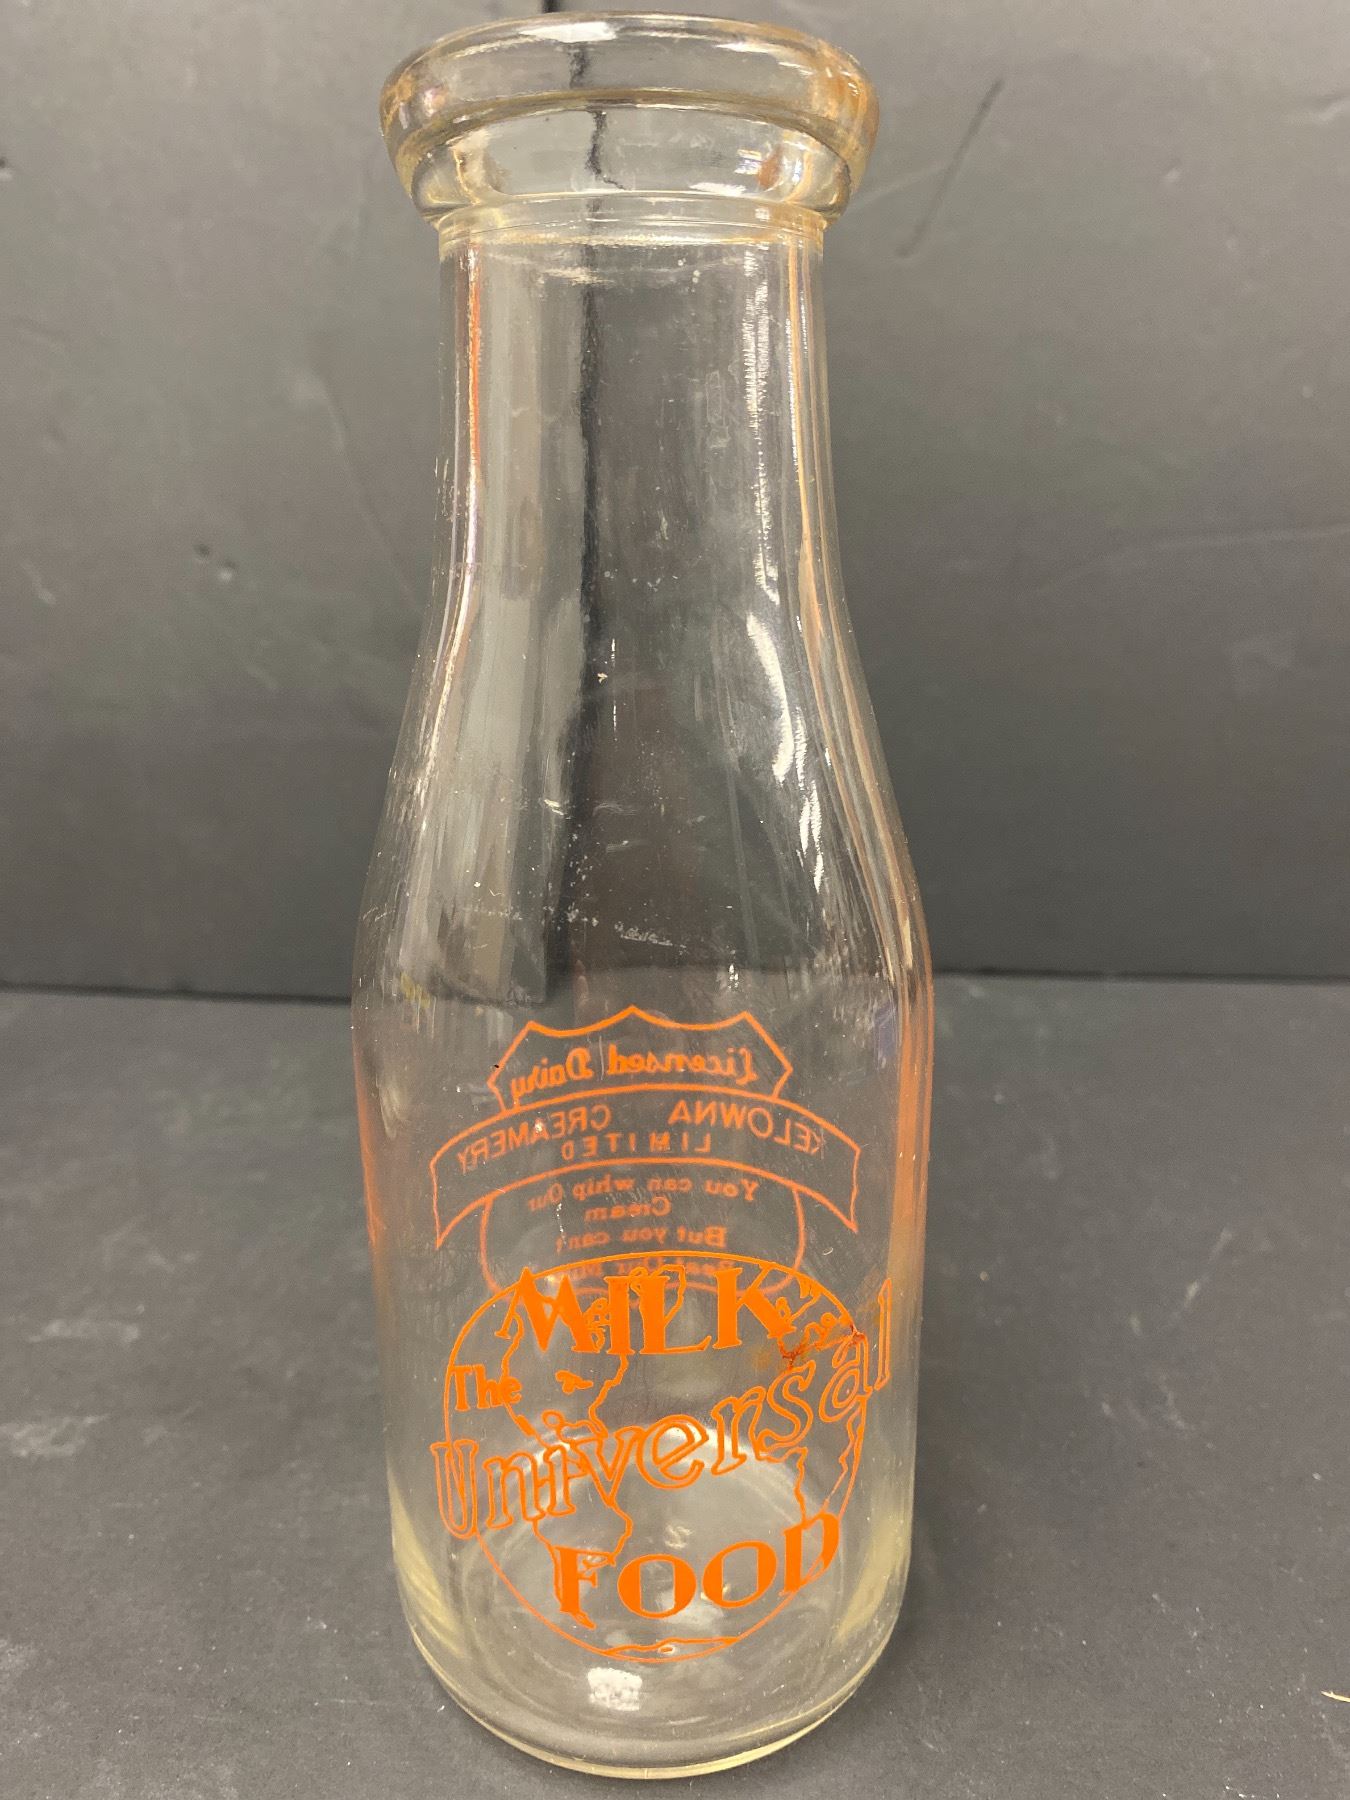 Licensed Dairy
KELOWNA CREAMERY
LIMITED
You can whip Our
Cream
But you can't
MILK
The
Universal
FOOD